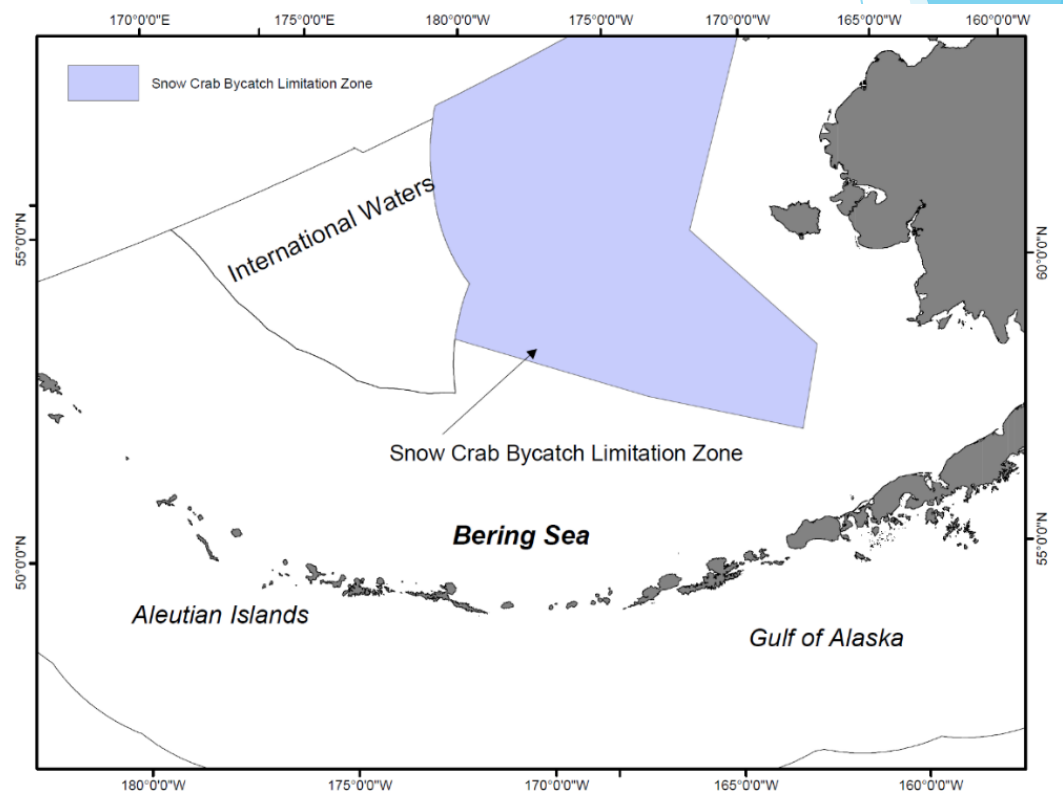 170°0'0"E
175°0'0"E
180°0'0"W
175°0'0"W
170°0'0"W
165°0'0"W
160°0'0"W
Snow Crab Bycatch Limitation Zone
International Waters
55°0'0"N
60°0'0"N
Snow Crab Bycatch Limitation Zone
Bering Sea
50°0'0"N
55°0'0"N
Aleutian Islands
Gulf of Alaska
180°0'0"W
175°0'0"W
170°0'0"W
165°0'0"W
160°0'0"W